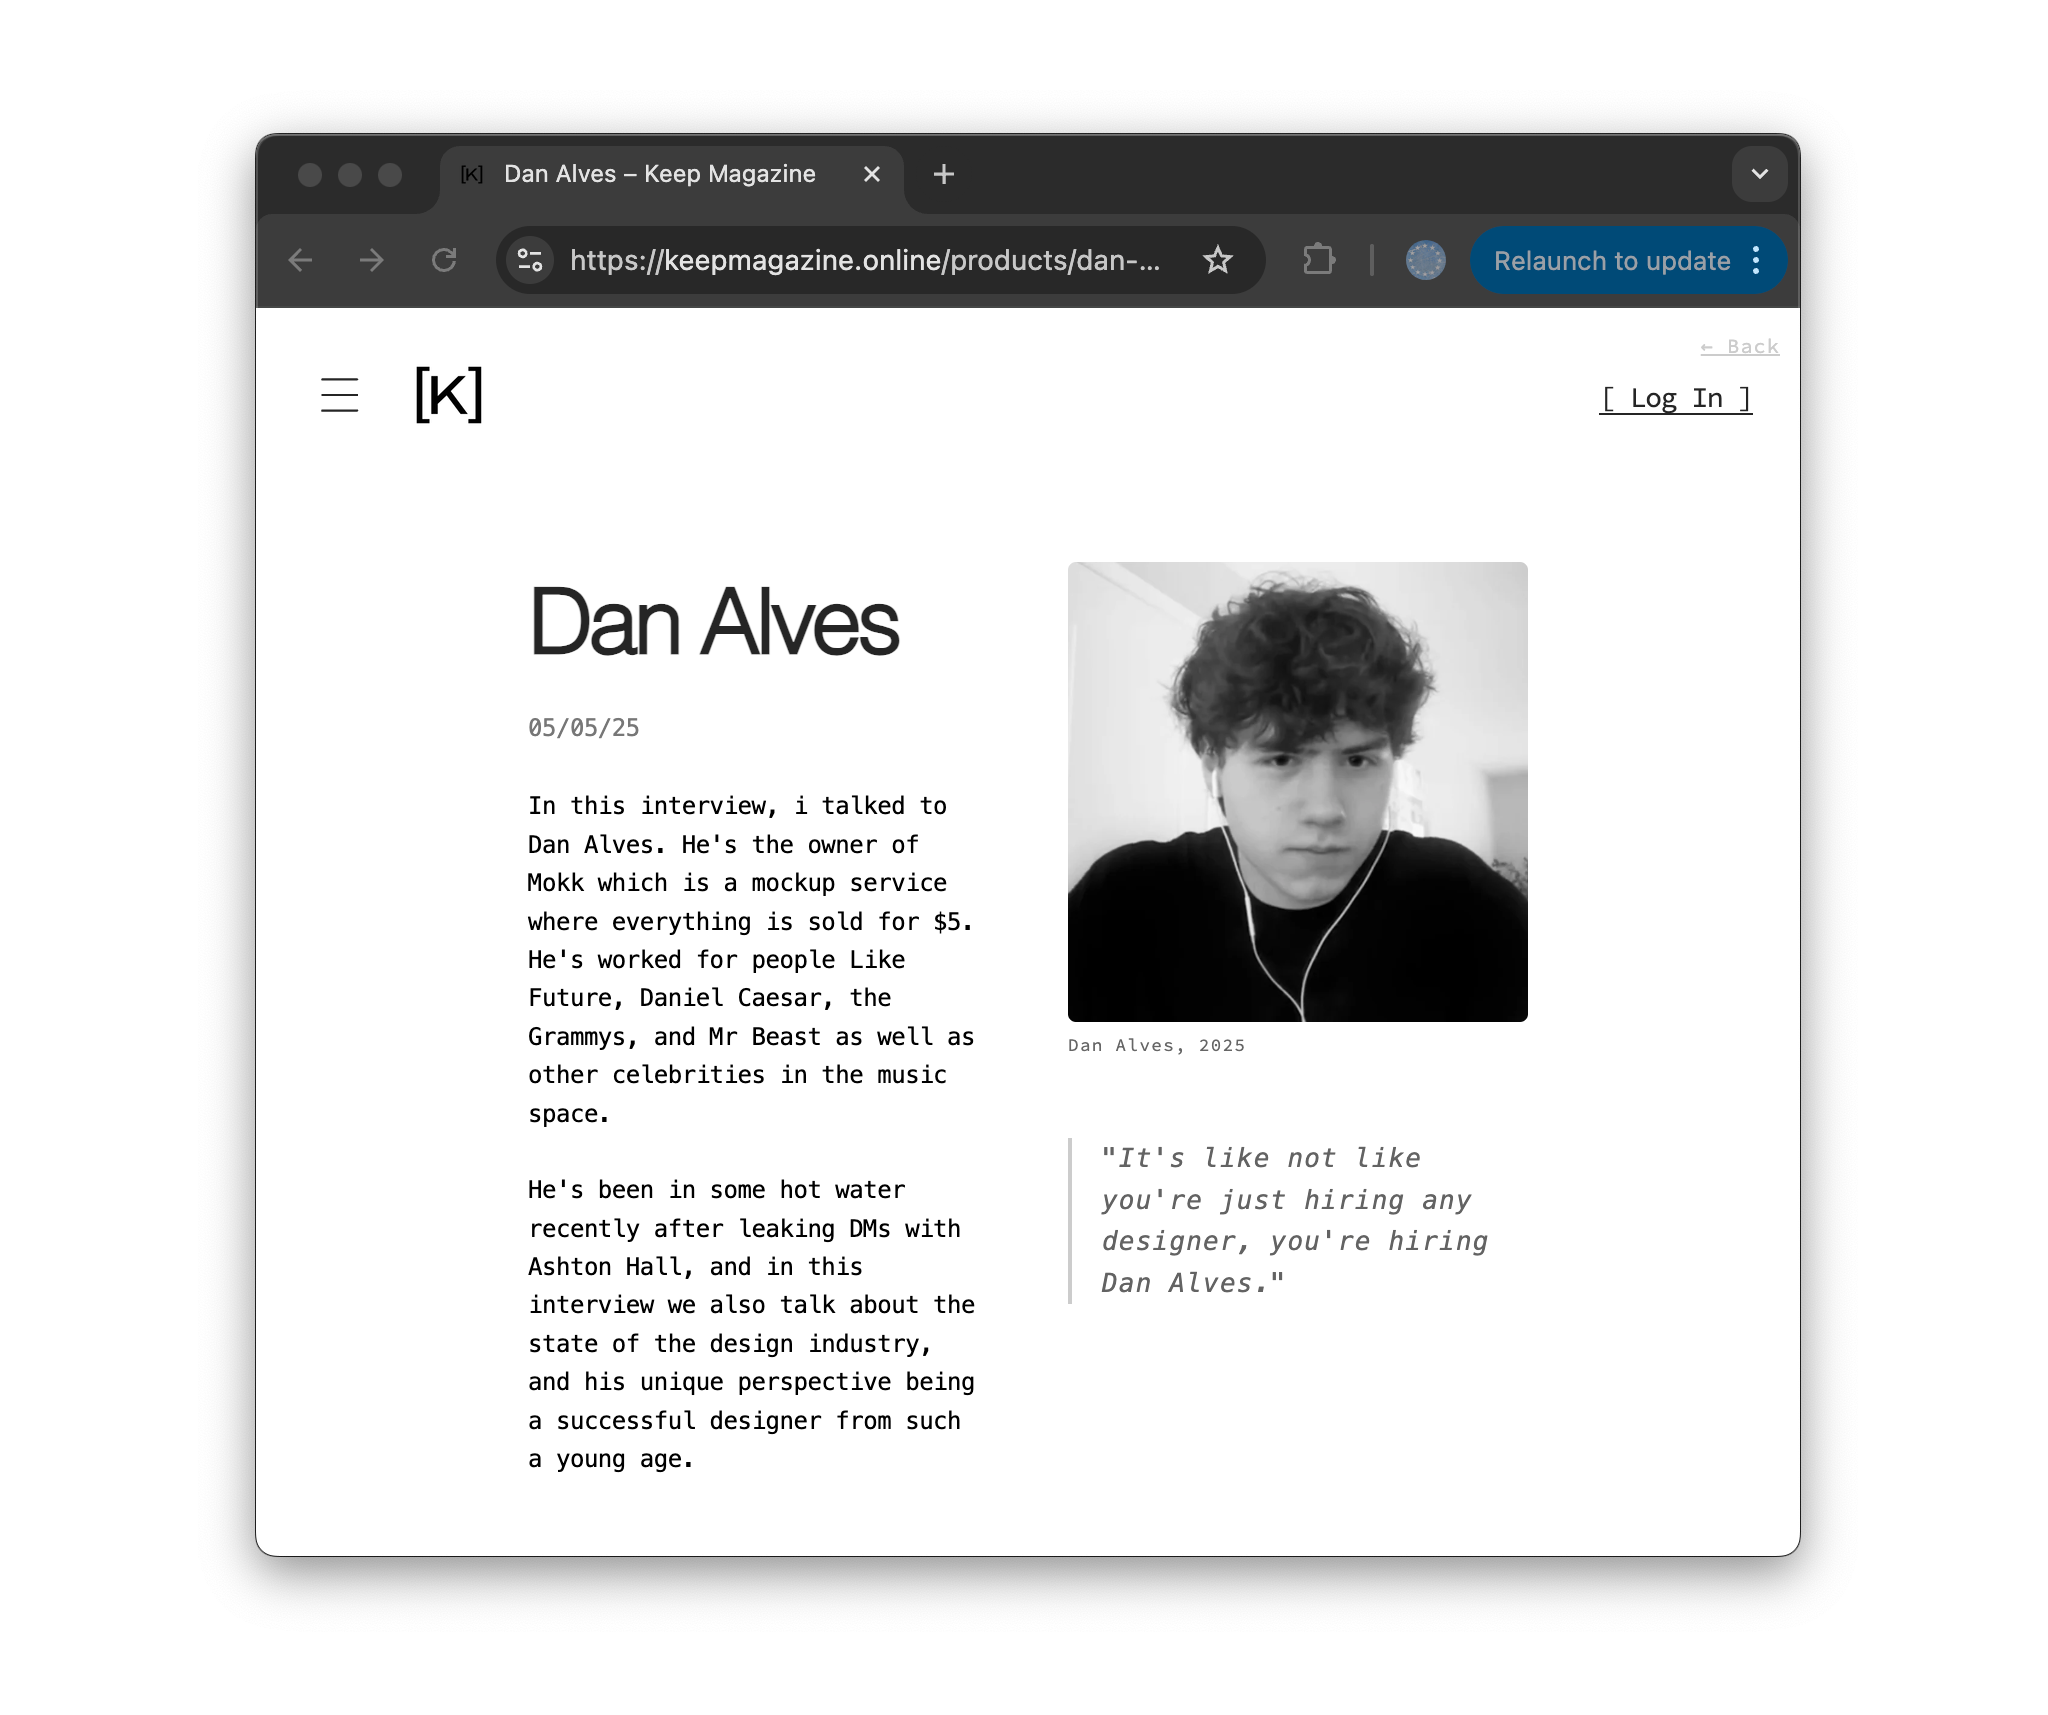 [K] Dan Alves – Keep Magazine
https://keepmagazine.online/products/dan-...
Relaunch to update
← Back
[K]
[ Log In ]
Dan Alves
05/05/25
In this interview, i talked to
Dan Alves. He's the owner of
Mokk which is a mockup service
where everything is sold for $5.
He's worked for people Like
Future, Daniel Caesar, the
Grammys, and Mr Beast as well as
other celebrities in the music
space.
He's been in some hot water
recently after leaking DMs with
Ashton Hall, and in this
interview we also talk about the
state of the design industry,
and his unique perspective being
a successful designer from such
a young age.
Dan Alves, 2025
"It's like not like
you're just hiring any
designer, you're hiring
Dan Alves."